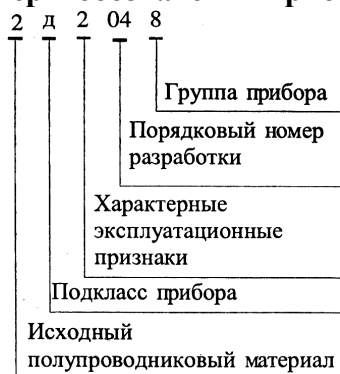 2 д 2 04 8
Группа прибора
Порядковый номер
разработки
Характерные
эксплуатационные
признаки
Подкласс прибора
Исходный
полупроводниковый материал